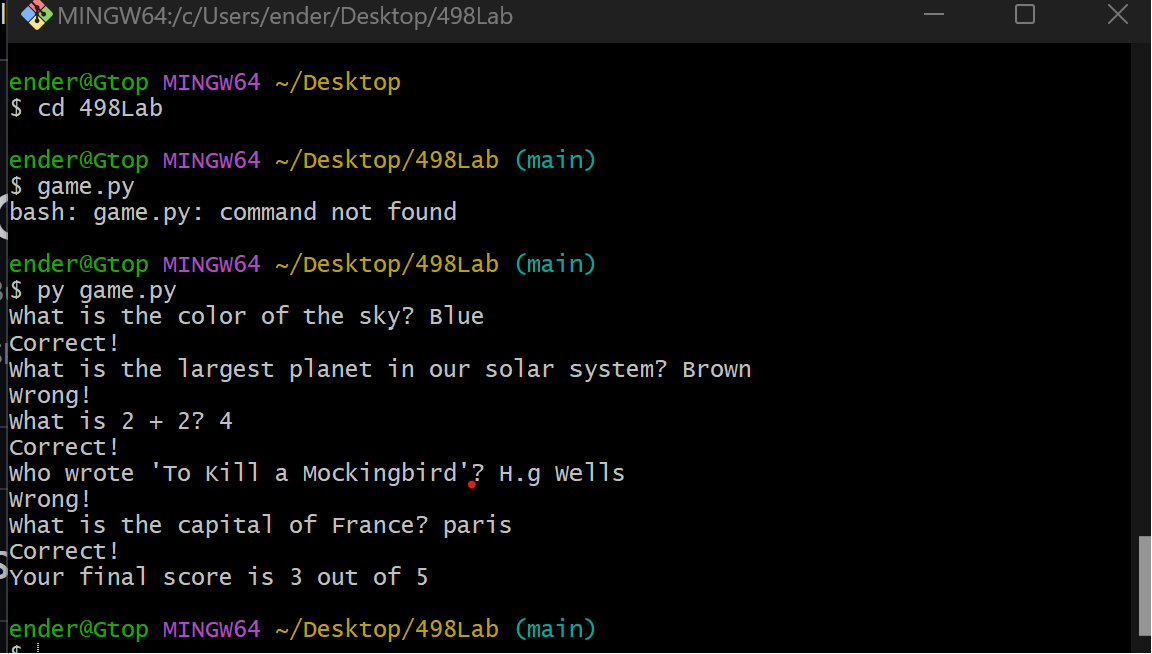 MINGW64:/c/Users/ender/Desktop/498Lab
ender@Gtop MINGW64 ~/Desktop
$ cd 498Lab
ender@Gtop MINGW64 ~/Desktop/498Lab (main)
$ game.py
bash: game.py: command not found
ender@Gtop MINGW64 ~/Desktop/498Lab (main)
$ py game.py
What is the color of the sky? Blue
Correct!
What is the largest planet in our solar system? Brown
Wrong!
What is 2 + 2? 4
Correct!
Who wrote 'To Kill a Mockingbird'? H.g Wells
Wrong!
What is the capital of France? paris
Correct!
Your final score is 3 out of 5
ender@Gtop MINGW64 ~/Desktop/498Lab (main)
$